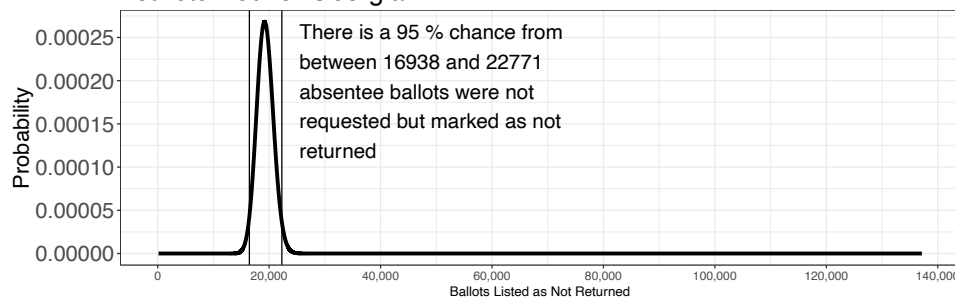 There is a 95 % chance from
between 16938 and 22771
absentee ballots were not
requested but marked as not
returned
Probability
0.00025
0.00020
0.00015
0.00010
0.00005
0.00000
0 20,000 40,000 60,000 80,000 100,000 120,000 140,000
Ballots Listed as Not Returned